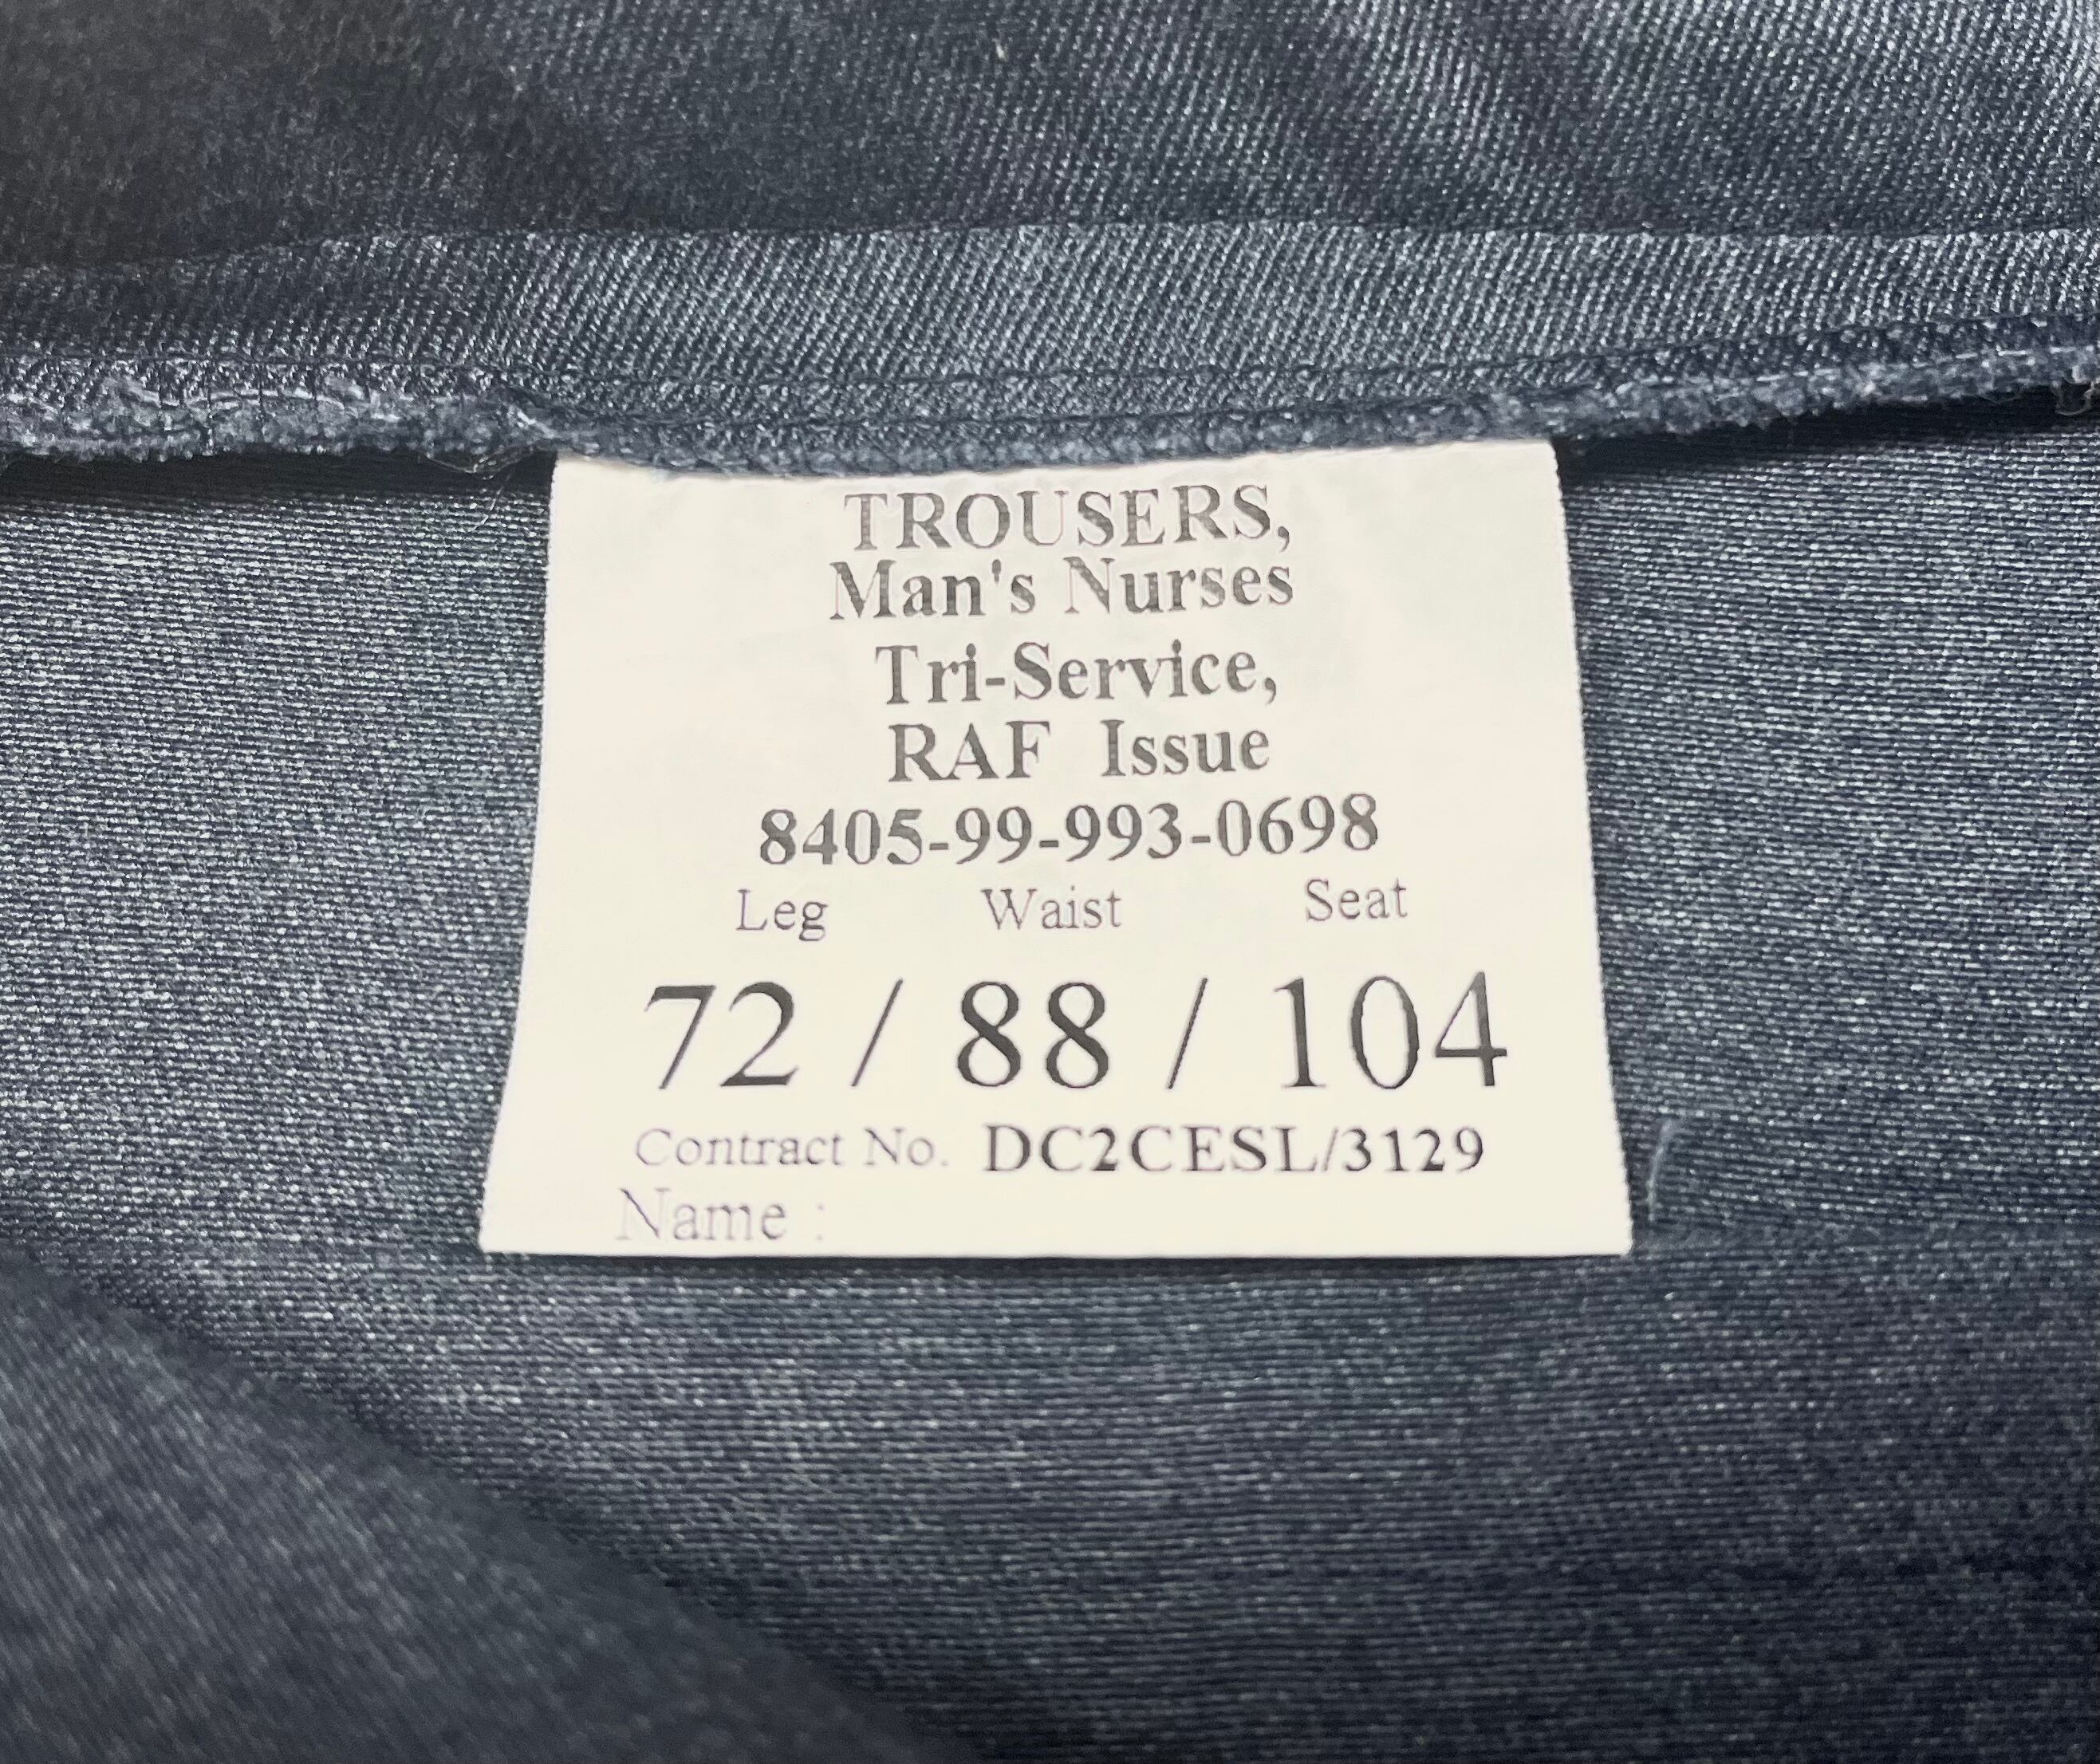 TROUSERS,
Man's Nurses
Tri-Service,
RAF Issue
8405-99-993-0698
Leg Waist Seat
72 / 88 / 104
Contract No. DC2CESL/3129
Name :